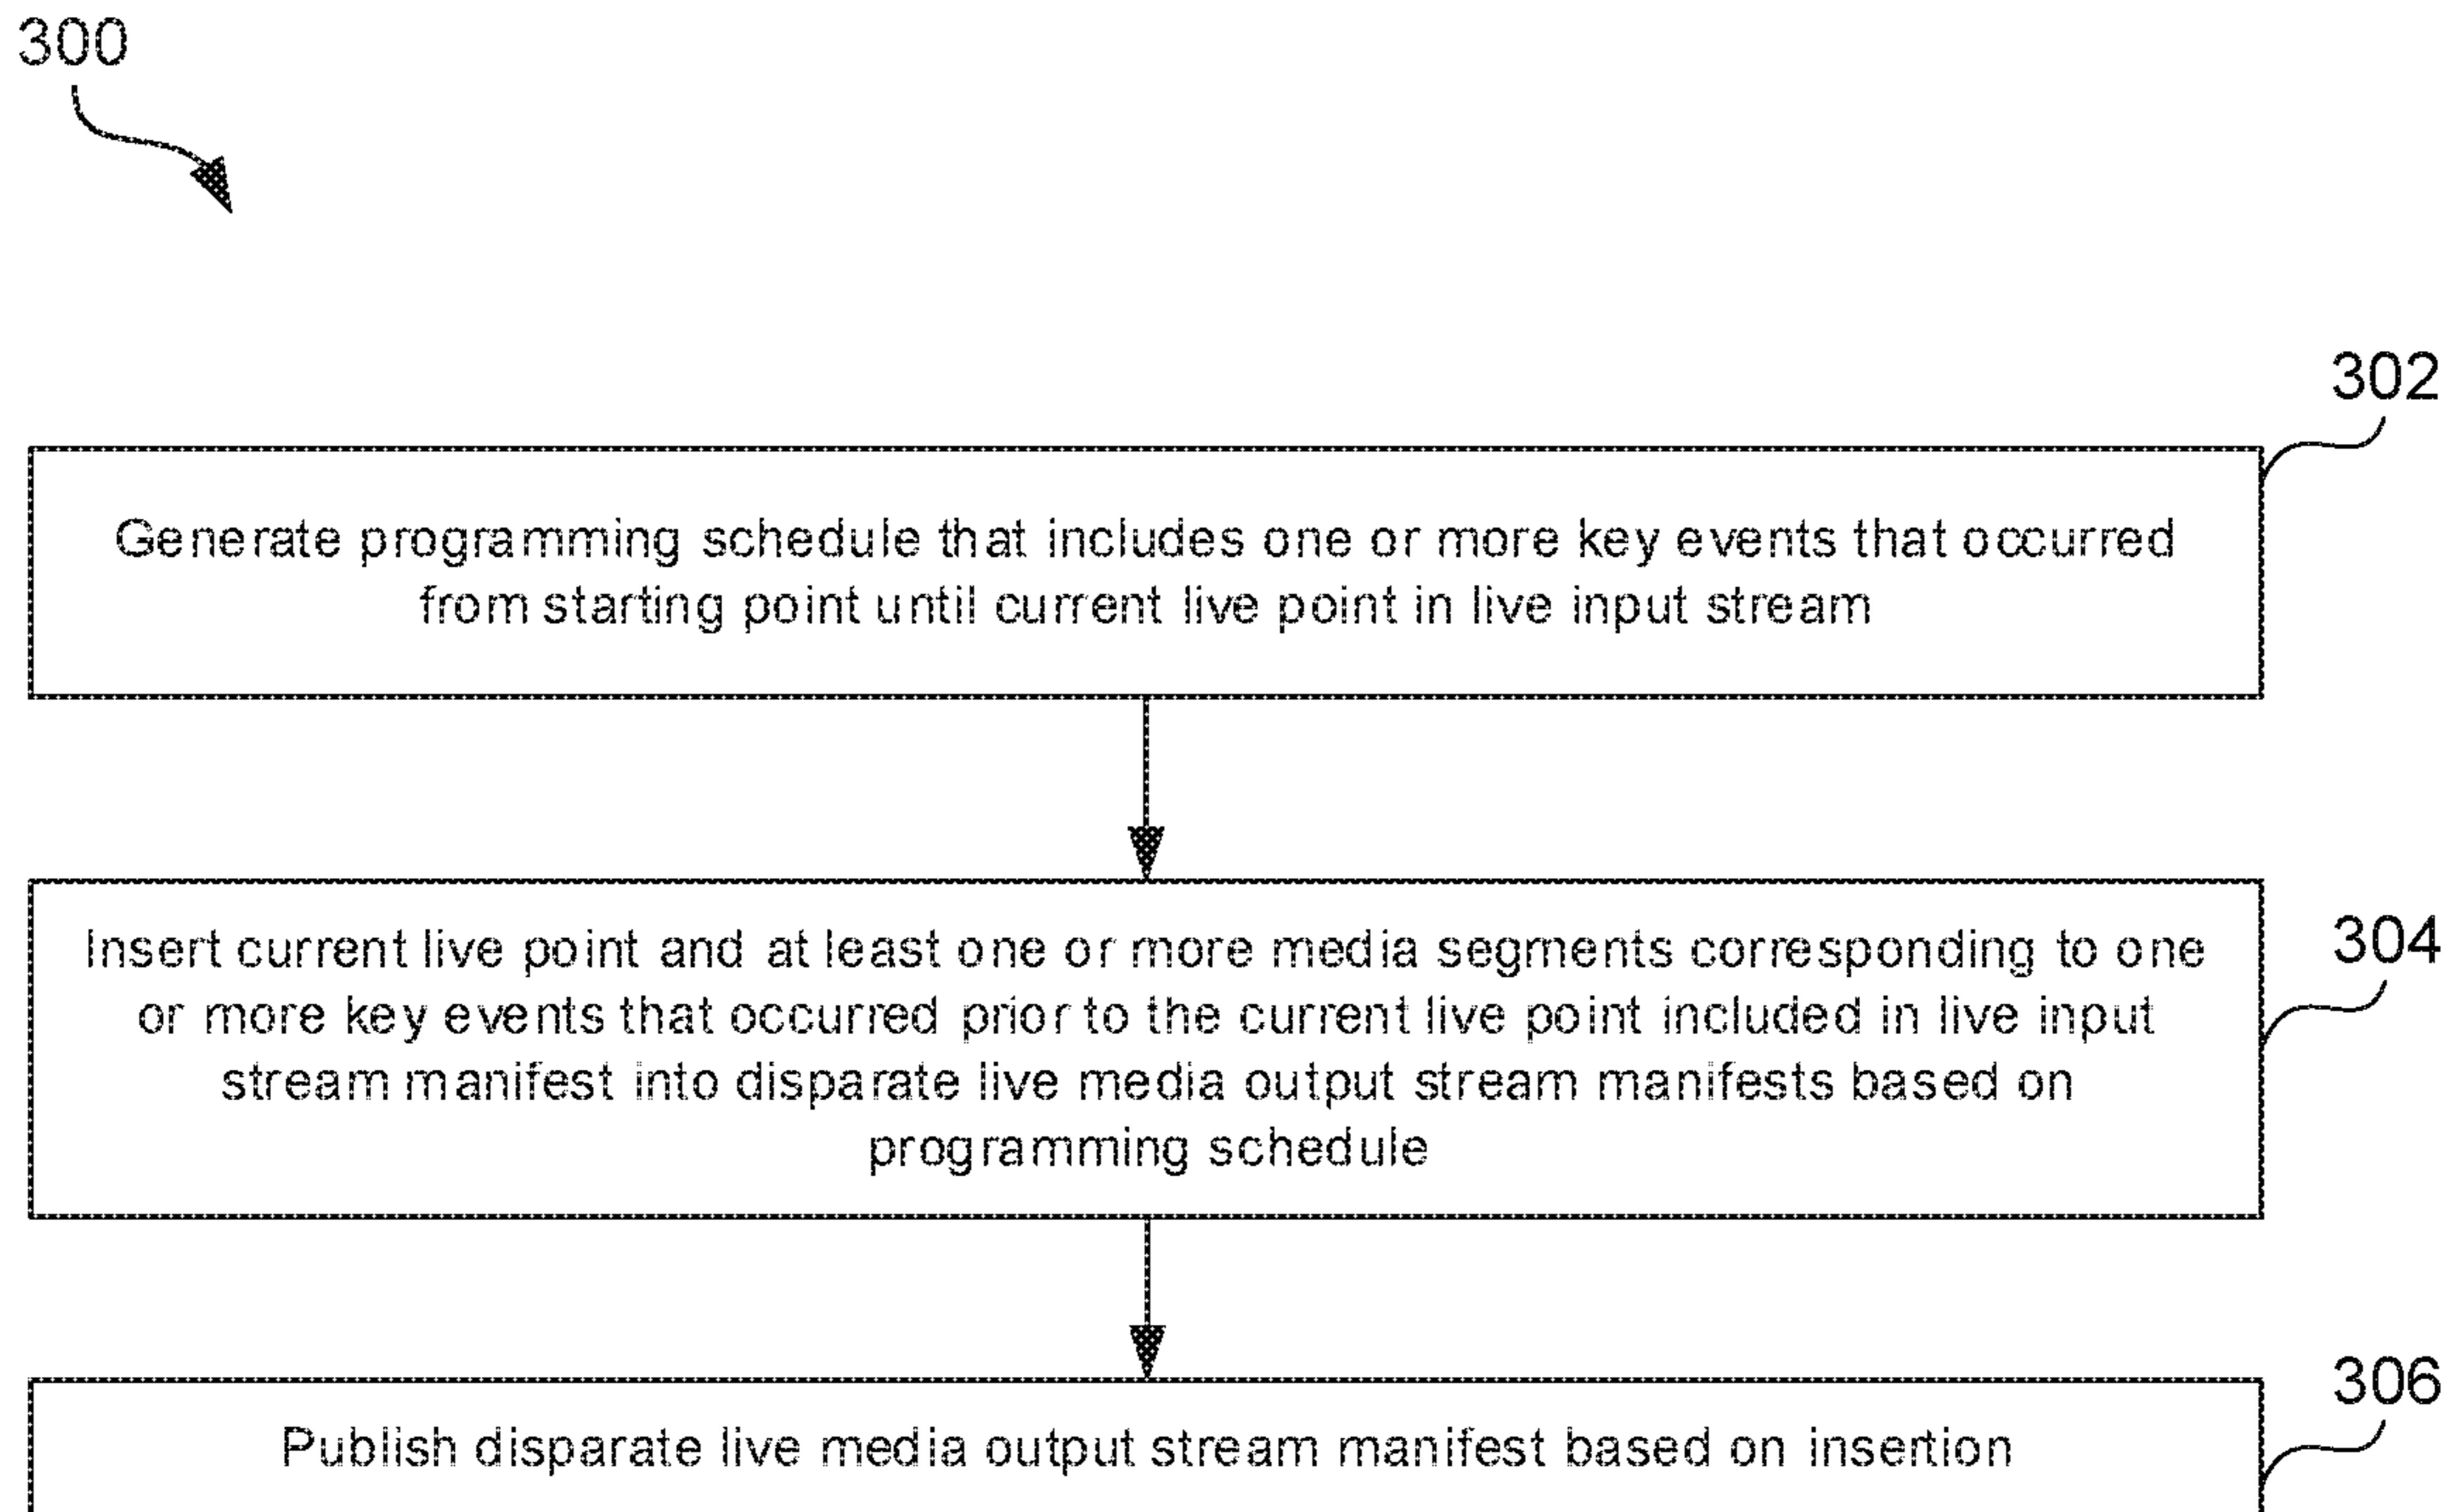 300
302
Generate programming schedule that includes one or more key events that occurred
from starting point until current live point in live input stream
304
Insert current live point and at least one or more media segments corresponding to one
or more key events that occurred prior to the current live point included in live input
stream manifest into disparate live media output stream manifests based on
programming schedule
306
Publish disparate live media output stream manifest based on insertion